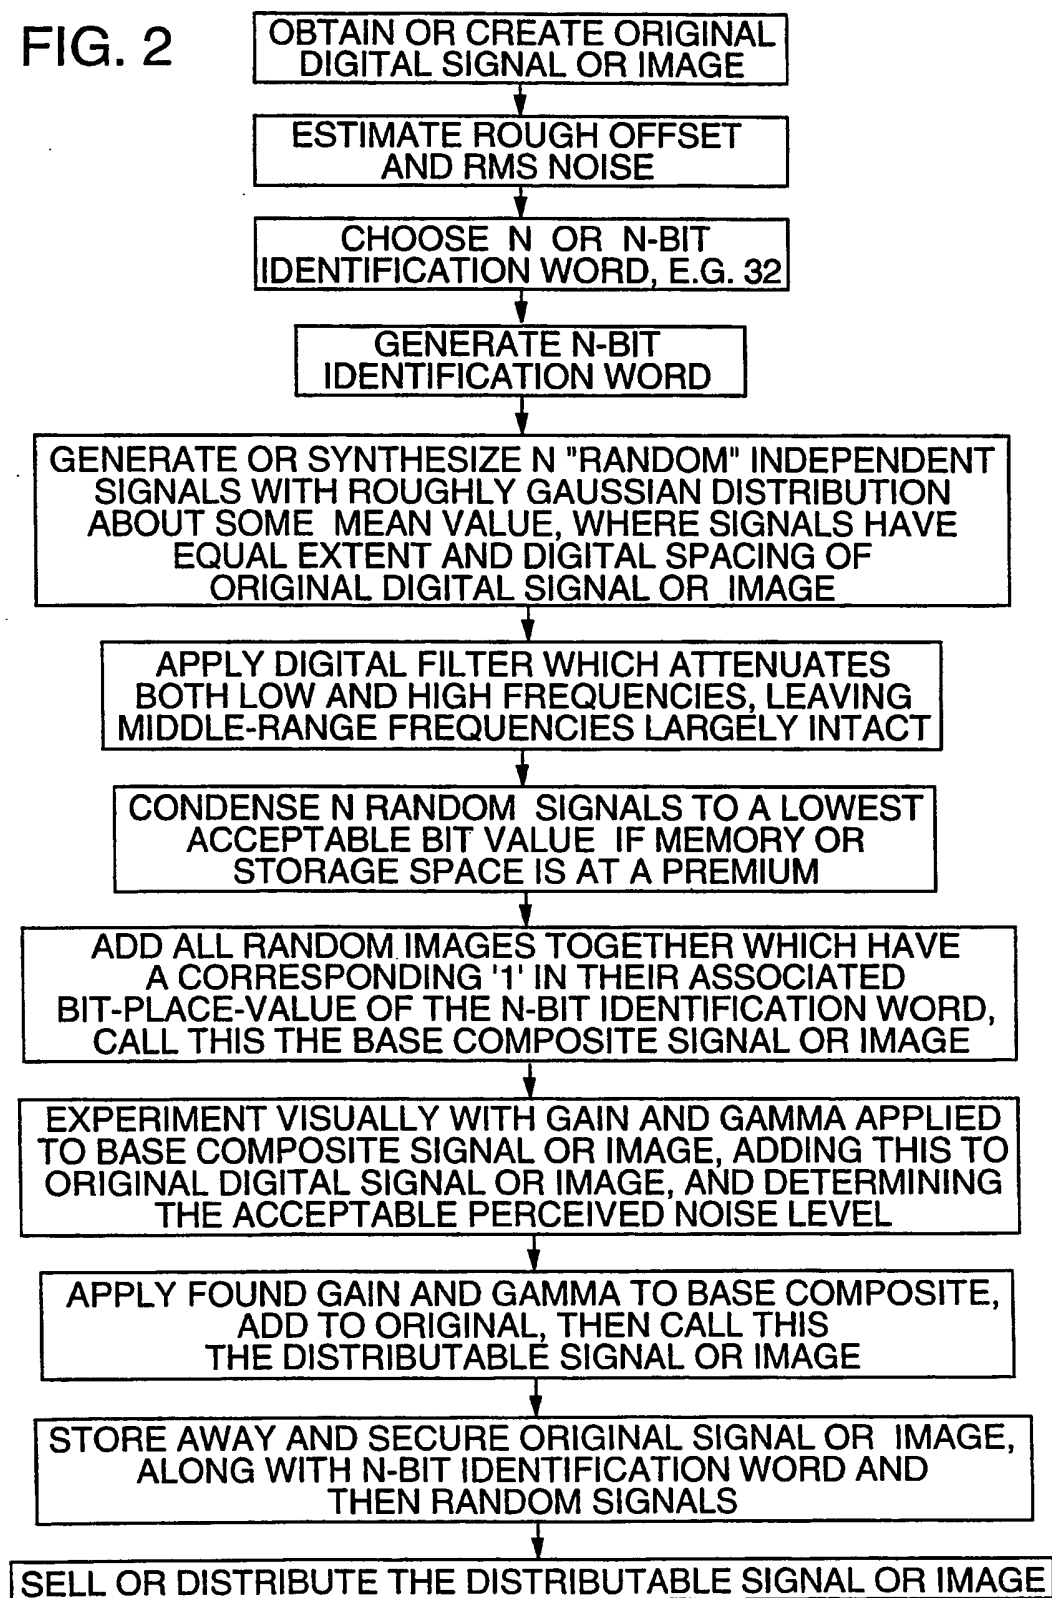 FIG. 2
OBTAIN OR CREATE ORIGINAL
DIGITAL SIGNAL OR IMAGE
ESTIMATE ROUGH OFFSET
AND RMS NOISE
CHOOSE N OR N-BIT
IDENTIFICATION WORD, E.G. 32
GENERATE N-BIT
IDENTIFICATION WORD
GENERATE OR SYNTHESIZE N "RANDOM" INDEPENDENT
SIGNALS WITH ROUGHLY GAUSSIAN DISTRIBUTION
ABOUT SOME MEAN VALUE, WHERE SIGNALS HAVE
EQUAL EXTENT AND DIGITAL SPACING OF
ORIGINAL DIGITAL SIGNAL OR IMAGE
APPLY DIGITAL FILTER WHICH ATTENUATES
BOTH LOW AND HIGH FREQUENCIES, LEAVING
MIDDLE-RANGE FREQUENCIES LARGELY INTACT
CONDENSE N RANDOM SIGNALS TO A LOWEST
ACCEPTABLE BIT VALUE IF MEMORY OR
STORAGE SPACE IS AT A PREMIUM
ADD ALL RANDOM IMAGES TOGETHER WHICH HAVE
A CORRESPONDING '1' IN THEIR ASSOCIATED
BIT-PLACE-VALUE OF THE N-BIT IDENTIFICATION WORD,
CALL THIS THE BASE COMPOSITE SIGNAL OR IMAGE
EXPERIMENT VISUALLY WITH GAIN AND GAMMA APPLIED
TO BASE COMPOSITE SIGNAL OR IMAGE, ADDING THIS TO
ORIGINAL DIGITAL SIGNAL OR IMAGE, AND DETERMINING
THE ACCEPTABLE PERCEIVED NOISE LEVEL
APPLY FOUND GAIN AND GAMMA TO BASE COMPOSITE,
ADD TO ORIGINAL, THEN CALL THIS
THE DISTRIBUTABLE SIGNAL OR IMAGE
STORE AWAY AND SECURE ORIGINAL SIGNAL OR IMAGE,
ALONG WITH N-BIT IDENTIFICATION WORD AND
THEN RANDOM SIGNALS
SELL OR DISTRIBUTE THE DISTRIBUTABLE SIGNAL OR IMAGE